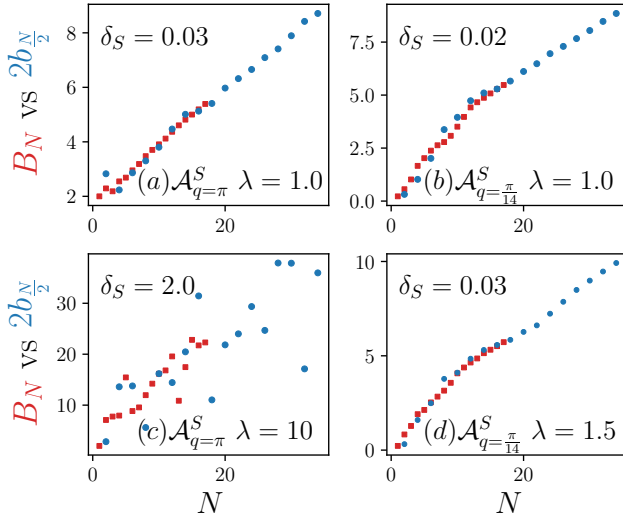 B_N vs 2b_{N/2}
8
6
4
2
0
20
δ_S = 0.03
(a) 𝒜^S_{q=π} λ = 1.0
7.5
5.0
2.5
0.0
0
20
δ_S = 0.02
(b) 𝒜^S_{q=π/14} λ = 1.0
B_N vs 2b_{N/2}
30
20
10
0
20
δ_S = 2.0
(c) 𝒜^S_{q=π} λ = 10
N
10
5
0
0
20
δ_S = 0.03
(d) 𝒜^S_{q=π/14} λ = 1.5
N